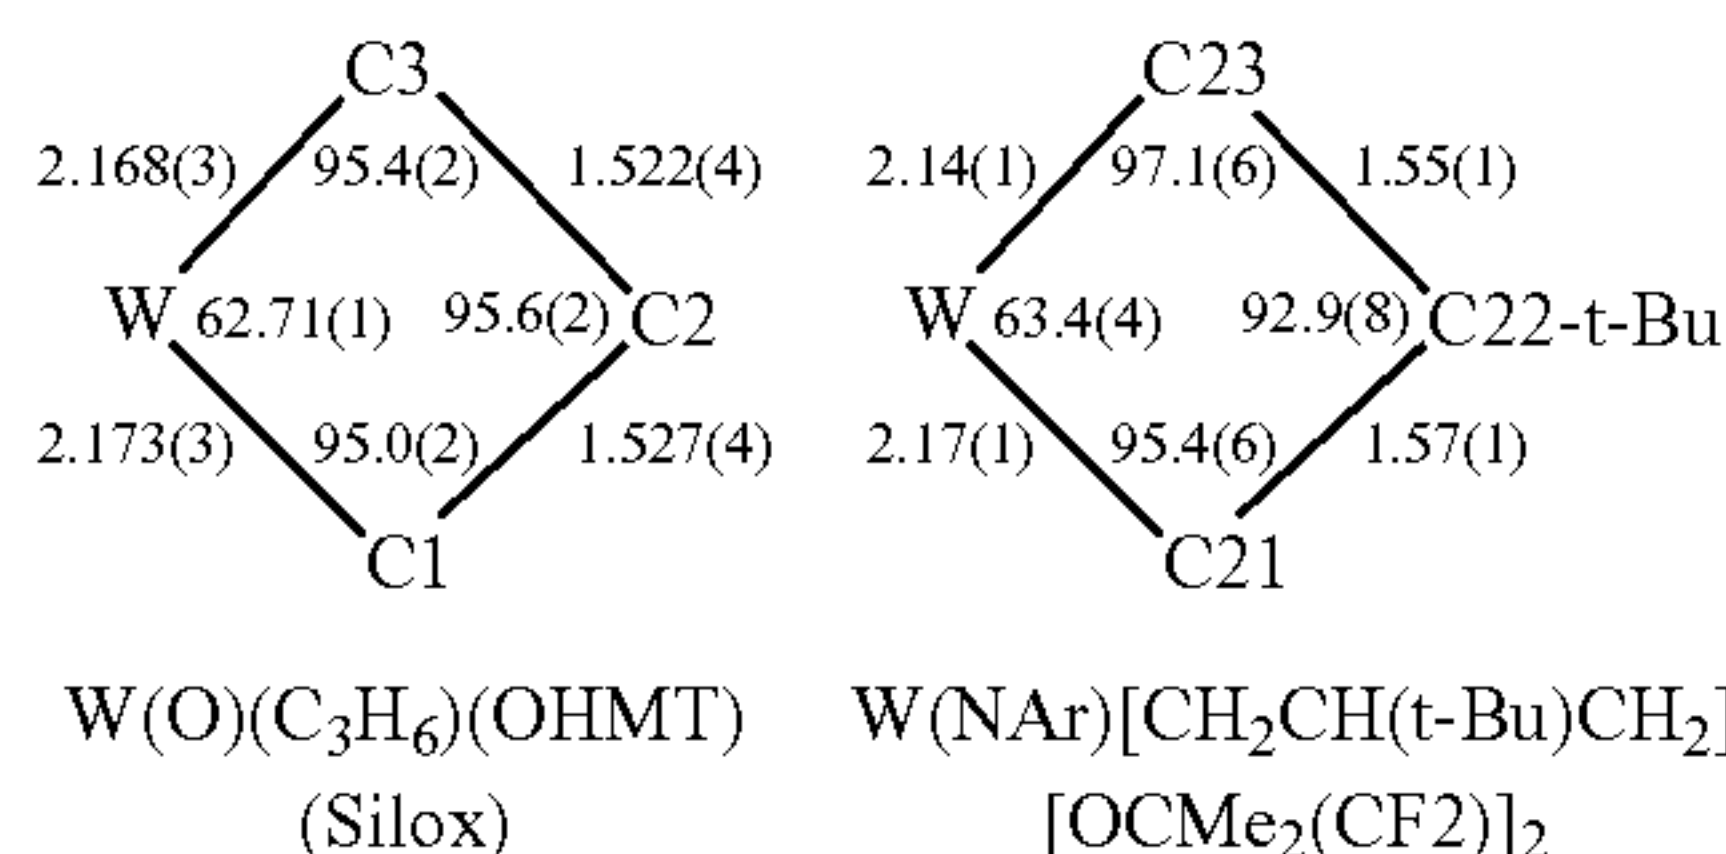 C3 C23
2.168(3) 95.4(2) 1.522(4) 2.14(1) 97.1(6) 1.55(1)
W 62.71(1) 95.6(2) C2 W 63.4(4) 92.9(8) C22-t-Bu
2.173(3) 95.0(2) 1.527(4) 2.17(1) 95.4(6) 1.57(1)
C1 C21
W(O)(C₃H₆)(OHMT) W(NAr)[CH₂CH(t-Bu)CH₂]
(Silox) [OCMe₂(CF2)]₂